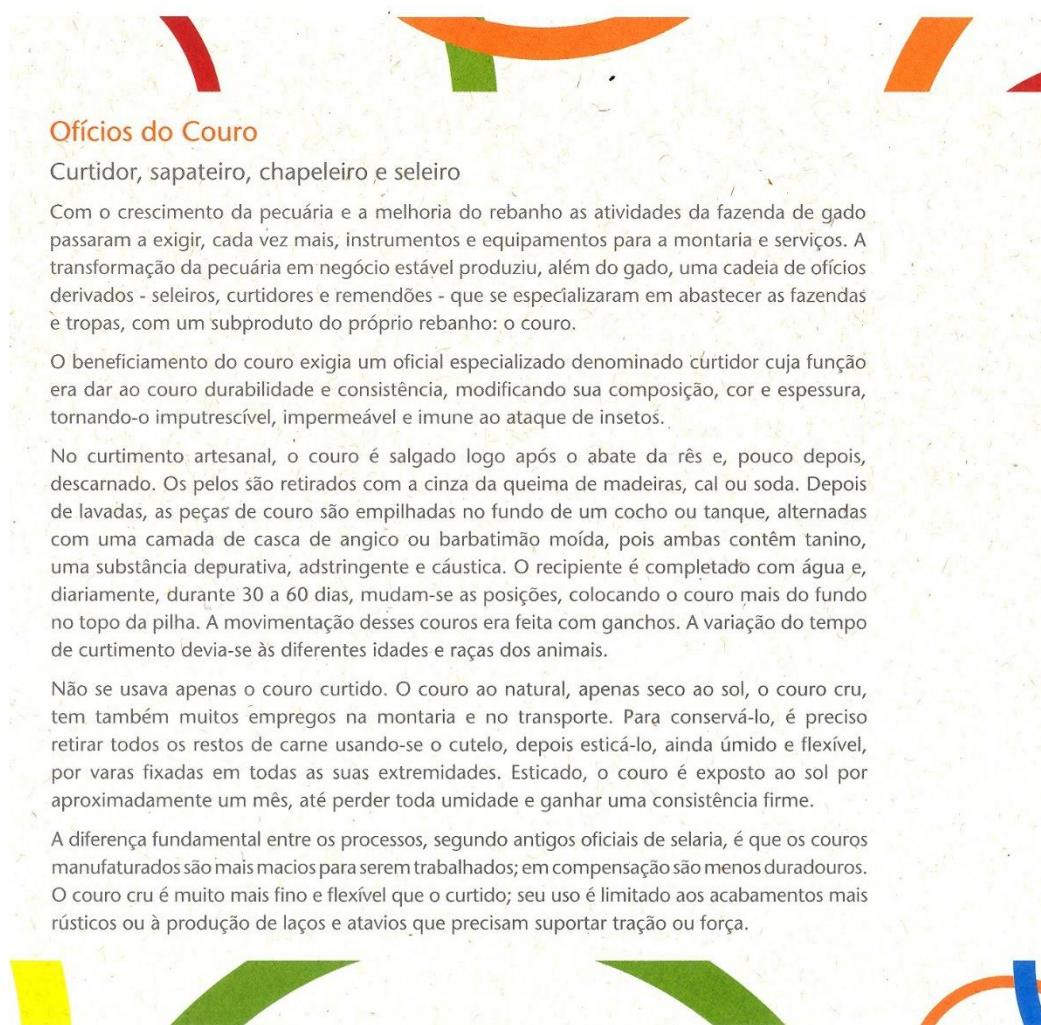 Ofícios do Couro
Curtidor, sapateiro, chapeleiro e seleiro
Com o crescimento da pecuária e a melhoria do rebanho as atividades da fazenda de gado
passaram a exigir, cada vez mais, instrumentos e equipamentos para a montaria e serviços. A
transformação da pecuária em negócio estável produziu, além do gado, uma cadeia de ofícios
derivados - seleiros, curtidores e remendões - que se especializaram em abastecer as fazendas
e tropas, com um subproduto do próprio rebanho: o couro.
O beneficiamento do couro exigia um oficial especializado denominado curtidor cuja função
era dar ao couro durabilidade e consistência, modificando sua composição, cor e espessura,
tornando-o imputrescível, impermeável e imune ao ataque de insetos.
No curtimento artesanal, o couro é salgado logo após o abate da rês e, pouco depois,
descarnado. Os pelos são retirados com a cinza da queima de madeiras, cal ou soda. Depois
de lavadas, as peças de couro são empilhadas no fundo de um cocho ou tanque, alternadas
com uma camada de casca de angico ou barbatimão moída, pois ambas contêm tanino,
uma substância depurativa, adstringente e cáustica. O recipiente é completado com água e,
diariamente, durante 30 a 60 dias, mudam-se as posições, colocando o couro mais do fundo
no topo da pilha. A movimentação desses couros era feita com ganchos. A variação do tempo
de curtimento devia-se às diferentes idades e raças dos animais.
Não se usava apenas o couro curtido. O couro ao natural, apenas seco ao sol, o couro cru,
tem também muitos empregos na montaria e no transporte. Para conservá-lo, é preciso
retirar todos os restos de carne usando-se o cutelo, depois esticá-lo, ainda úmido e flexível,
por varas fixadas em todas as suas extremidades. Esticado, o couro é exposto ao sol por
aproximadamente um mês, até perder toda umidade e ganhar uma consistência firme.
A diferença fundamental entre os processos, segundo antigos oficiais de selaria, é que os couros
manufaturados são mais macios para serem trabalhados; em compensação são menos duradouros.
O couro cru é muito mais fino e flexível que o curtido; seu uso é limitado aos acabamentos mais
rústicos ou à produção de laços e atavios que precisam suportar tração ou força.